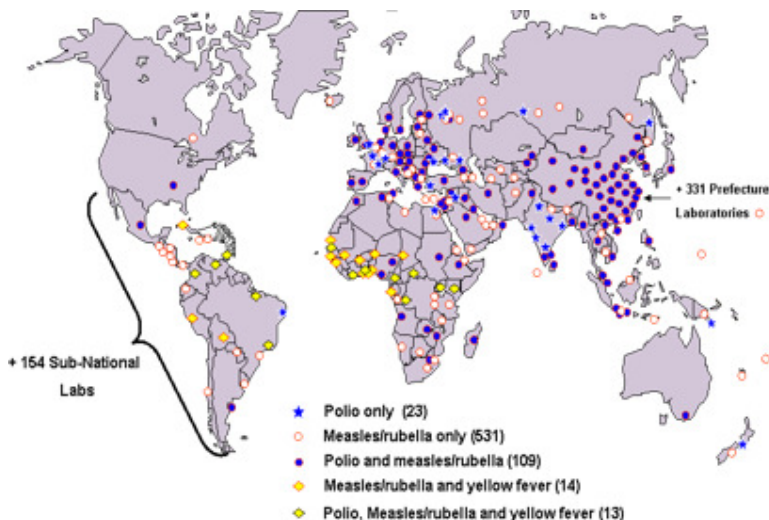 + 331 Prefecture
Laboratories
+ 154 Sub-National
Labs
Polio only (23)
Measles/rubella only (531)
Polio and measles/rubella (109)
Measles/rubella and yellow fever (14)
Polio, Measles/rubella and yellow fever (13)